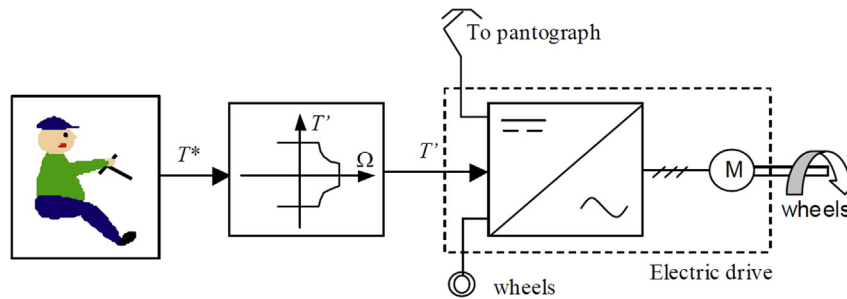 To pantograph
T*
T'
Ω
T'
M
wheels
Electric drive
wheels